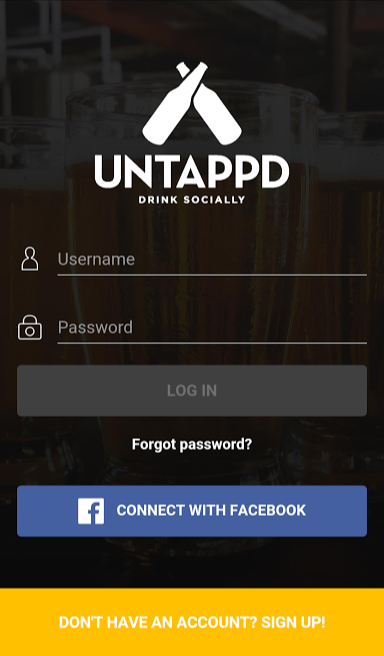 UNTAPPD
DRINK SOCIALLY
Username
Password
LOG IN
Forgot password?
CONNECT WITH FACEBOOK
DON'T HAVE AN ACCOUNT? SIGN UP!